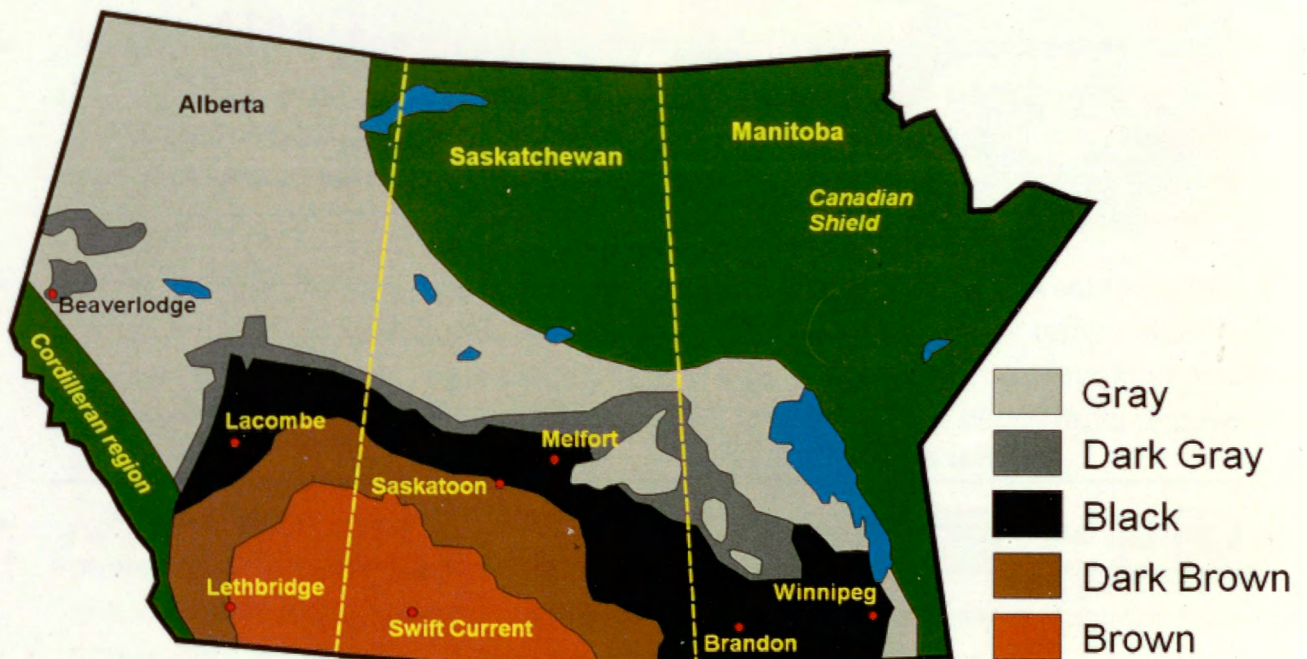 Alberta
Saskatchewan
Manitoba
Canadian
Shield
Beaverlodge
Cordilleran region
Lacombe
Melfort
Saskatoon
Lethbridge
Swift Current
Winnipeg
Brandon
Gray
Dark Gray
Black
Dark Brown
Brown